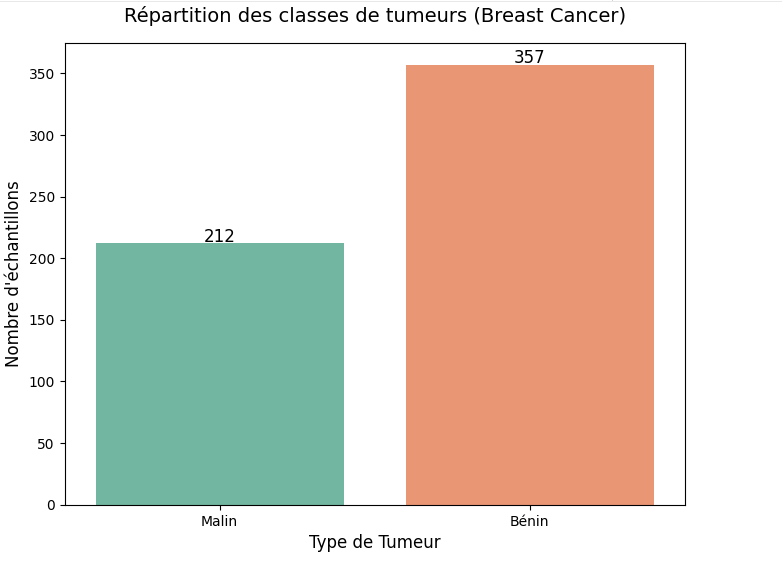 Répartition des classes de tumeurs (Breast Cancer)
357
212
350
300
250
200
150
100
50
0
Nombre d'échantillons
Malin
Bénin
Type de Tumeur